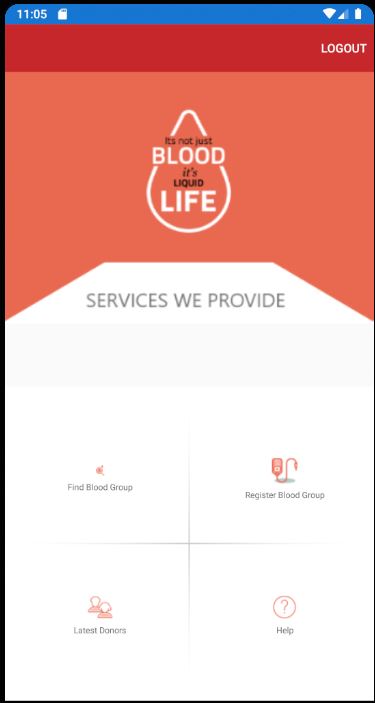 11:05
LOGOUT
It's not just
BLOOD
it's
LIQUID
LIFE
SERVICES WE PROVIDE
Find Blood Group
Register Blood Group
Latest Donors
Help